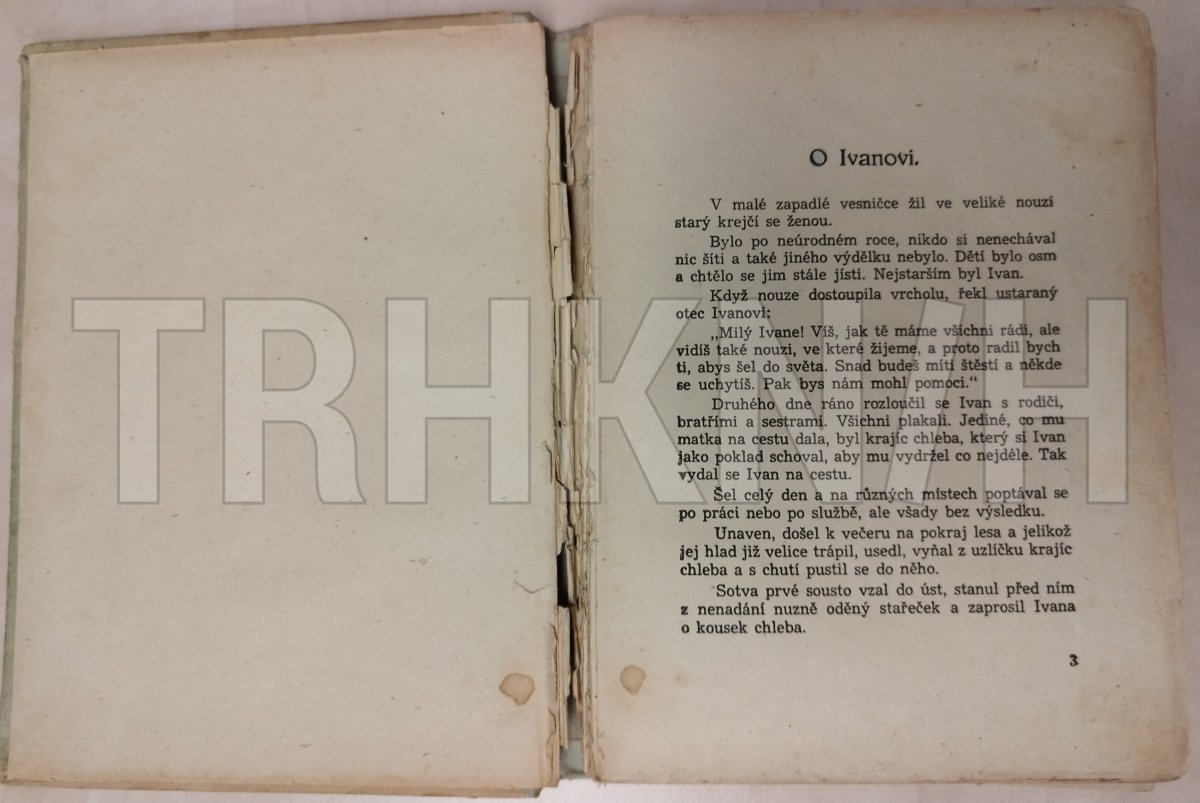 O Ivanovi.
V malé zapadlé vesničce žil ve veliké nouzi
starý krejčí se ženou.
Bylo po neúrodném roce, nikdo si nenechával
nic šíti a také jiného výdělku nebylo. Dětí bylo osm
a chtělo se jim stále jísti. Nejstarším byl Ivan.
Když nouze dostoupila vrcholu, řekl ustaraný
otec Ivanovi:
„Milý Ivane! Víš, jak tě máme všichni rádi, ale
vidíš také nouzi, ve které žijeme, a proto radil bych
ti, abys šel do světa. Snad budeš míti štěstí a někde
se uchytíš. Pak bys nám mohl pomoci.“
Druhého dne ráno rozloučil se Ivan s rodiči,
bratřími a sestrami. Všichni plakali. Jediné, co mu
matka na cestu dala, byl krajíc chleba, který si Ivan
jako poklad schoval, aby mu vydržel co nejdéle. Tak
vydal se Ivan na cestu.
Šel celý den a na různých místech poptával se
po práci nebo po službě, ale všady bez výsledku.
Unaven, došel k večeru na pokraj lesa a jelikož
jej hlad již velice trápil, usedl, vyňal z uzlíčku krajíc
chleba a s chutí pustil se do něho.
Sotva prvé sousto vzal do úst, stanul před ním
z nenadání nuzně oděný stařeček a zaprosil Ivana
o kousek chleba.
3
TRHKNIH